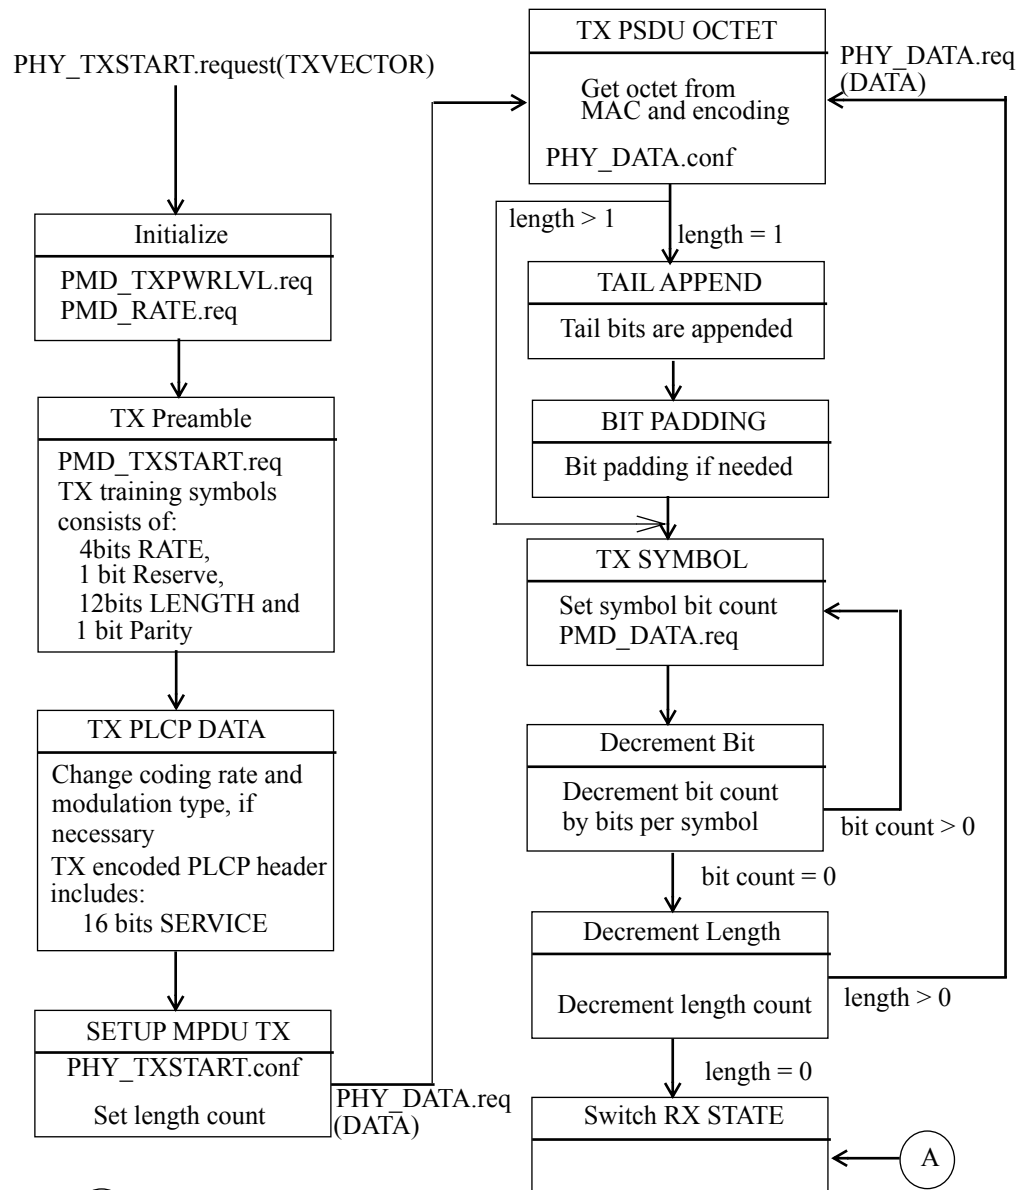 PHY_TXSTART.request(TXVECTOR)
Initialize
PMD_TXPWRLVL.req
PMD_RATE.req
TX Preamble
PMD_TXSTART.req
TX training symbols
consists of:
4bits RATE,
1 bit Reserve,
12bits LENGTH and
1 bit Parity
TX PLCP DATA
Change coding rate and
modulation type, if
necessary
TX encoded PLCP header
includes:
16 bits SERVICE
SETUP MPDU TX
PHY_TXSTART.conf
Set length count
PHY_DATA.req
(DATA)
TX PSDU OCTET
Get octet from
MAC and encoding
PHY_DATA.conf
PHY_DATA.req
(DATA)
length > 1
length = 1
TAIL APPEND
Tail bits are appended
BIT PADDING
Bit padding if needed
TX SYMBOL
Set symbol bit count
PMD_DATA.req
Decrement Bit
Decrement bit count
by bits per symbol
bit count > 0
bit count = 0
Decrement Length
Decrement length count
length > 0
length = 0
Switch RX STATE
A